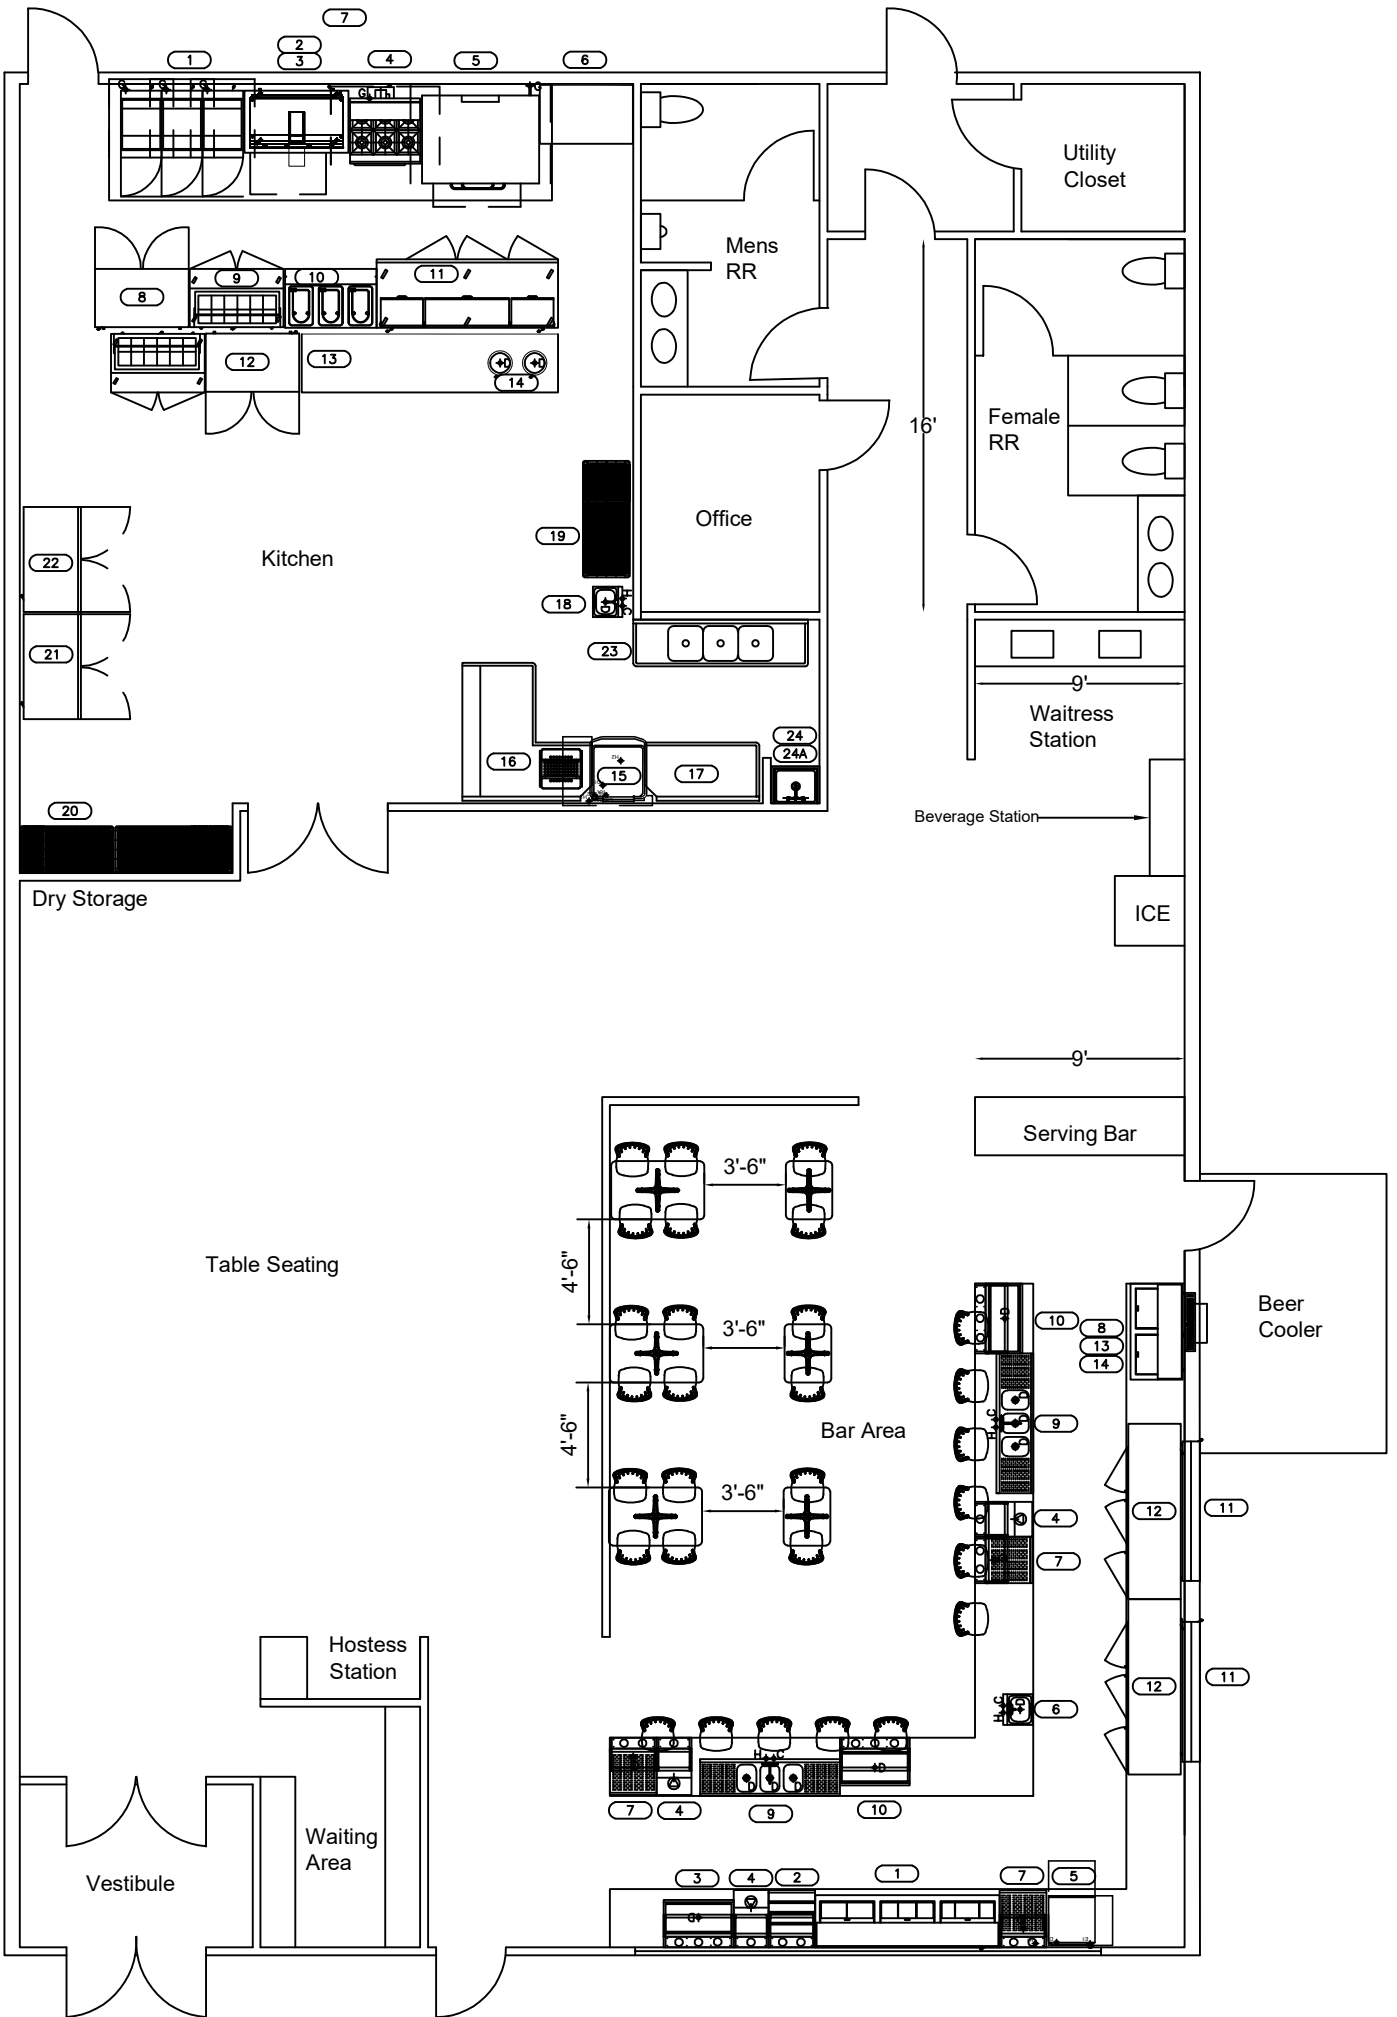 7
2
1
3
4
5
6
G
G
G
G
G
Utility
Closet
Mens
RR
8
9
10
11
12
13
14
D
D
16'
Female
RR
Office
19
Kitchen
22
18
D
H
C
23
21
9'
Waitress
Station
24
24A
16
15
17
20
Beverage Station
Dry Storage
ICE
9'
Serving Bar
3'-6"
4'-6"
Table Seating
Beer
Cooler
10
D
8
13
14
3'-6"
4'-6"
Bar Area
H C
D
D
D
9
3'-6"
12
11
4
7
Hostess
Station
12
11
6
H C
D
H C
D
D
D
D
7
4
9
10
Waiting
Area
Vestibule
3
4
2
1
7
5
D